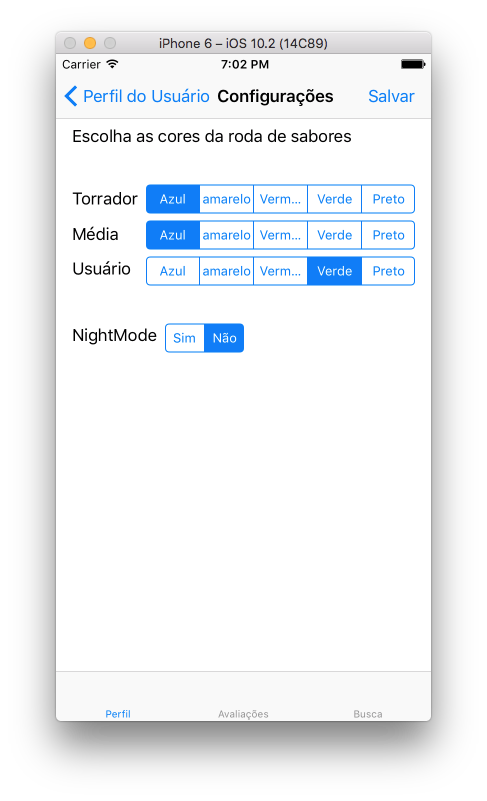 iPhone 6 – iOS 10.2 (14C89)
Carrier 7:02 PM
Perfil do Usuário Configurações Salvar
Escolha as cores da roda de sabores
Torrador Azul amarelo Verm... Verde Preto
Média Azul amarelo Verm... Verde Preto
Usuário Azul amarelo Verm... Verde Preto
NightMode Sim Não
Perfil Avaliações Busca